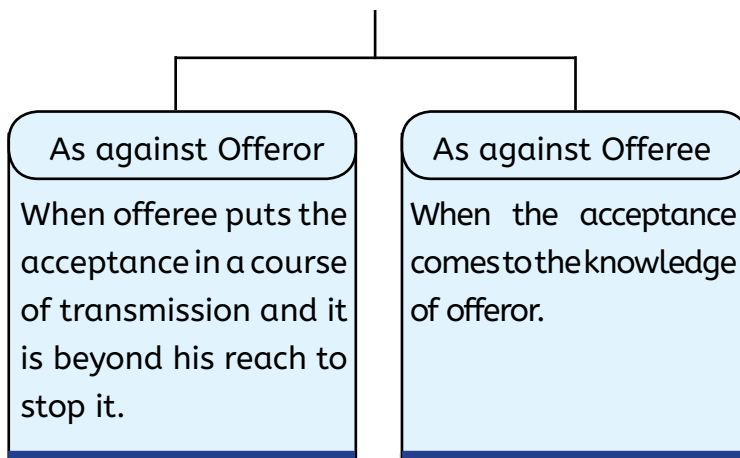 As against Offeror
When offeree puts the
acceptance in a course
of transmission and it
is beyond his reach to
stop it.
As against Offeree
When the acceptance
comes to the knowledge
of offeror.